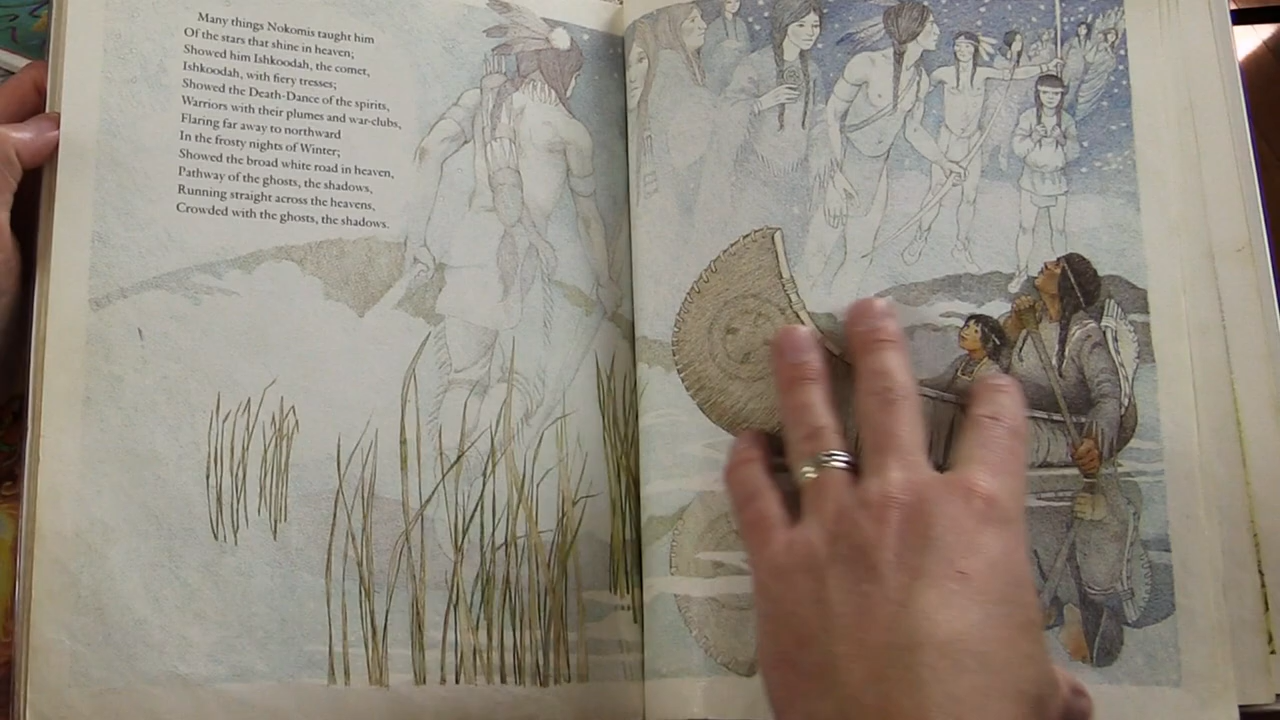 Many things Nokomis taught him
Of the stars that shine in heaven;
Showed him Ishkoodah, the comet,
Ishkoodah, with fiery tresses;
Showed the Death-Dance of the spirits,
Warriors with their plumes and war-clubs,
Flaring far away to northward
In the frosty nights of Winter;
Showed the broad white road in heaven,
Pathway of the ghosts, the shadows,
Running straight across the heavens,
Crowded with the ghosts, the shadows.